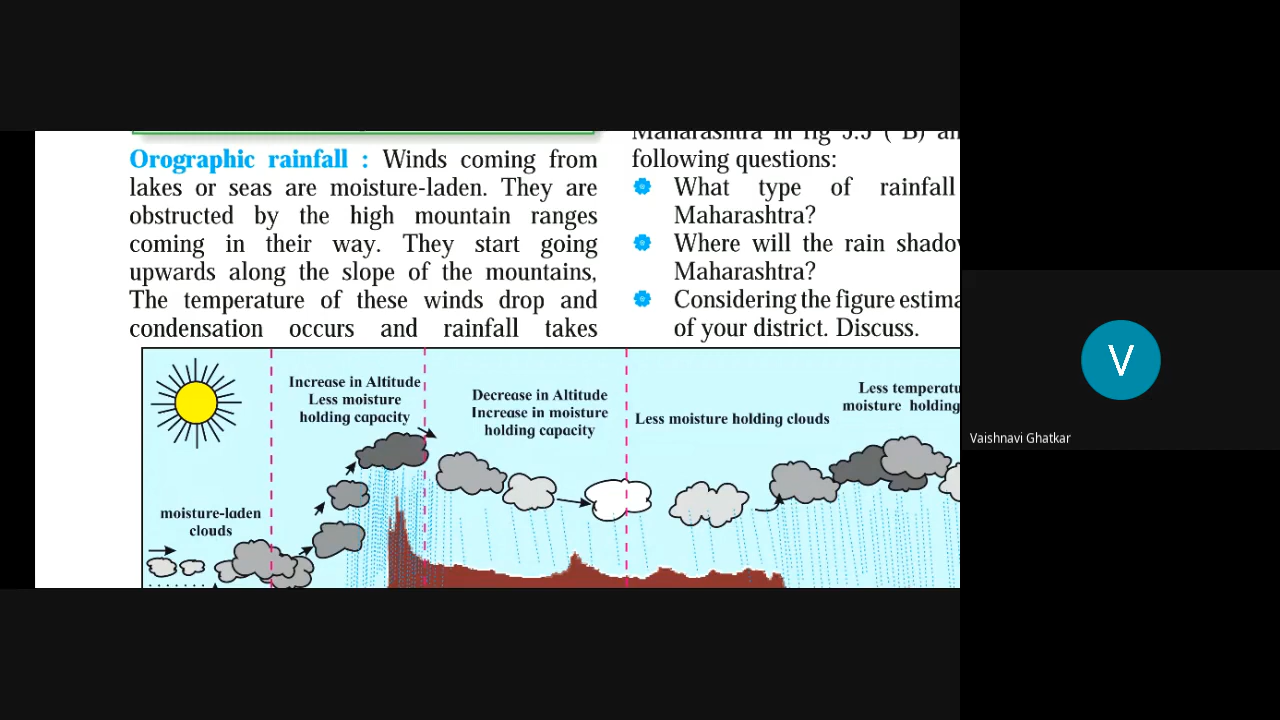 Orographic rainfall : Winds coming from
lakes or seas are moisture-laden. They are
obstructed by the high mountain ranges
coming in their way. They start going
upwards along the slope of the mountains,
The temperature of these winds drop and
condensation occurs and rainfall takes
following questions:
What type of rainfall
Maharashtra?
Where will the rain
Maharashtra?
Considering the figure
of your district. Discuss.
Increase in Altitude
Less moisture
holding capacity
Decrease in Altitude
Increase in moisture
holding capacity
Less moisture holding clouds
Less
moisture holding
moisture-laden
clouds
V
Vaishnavi Ghatkar